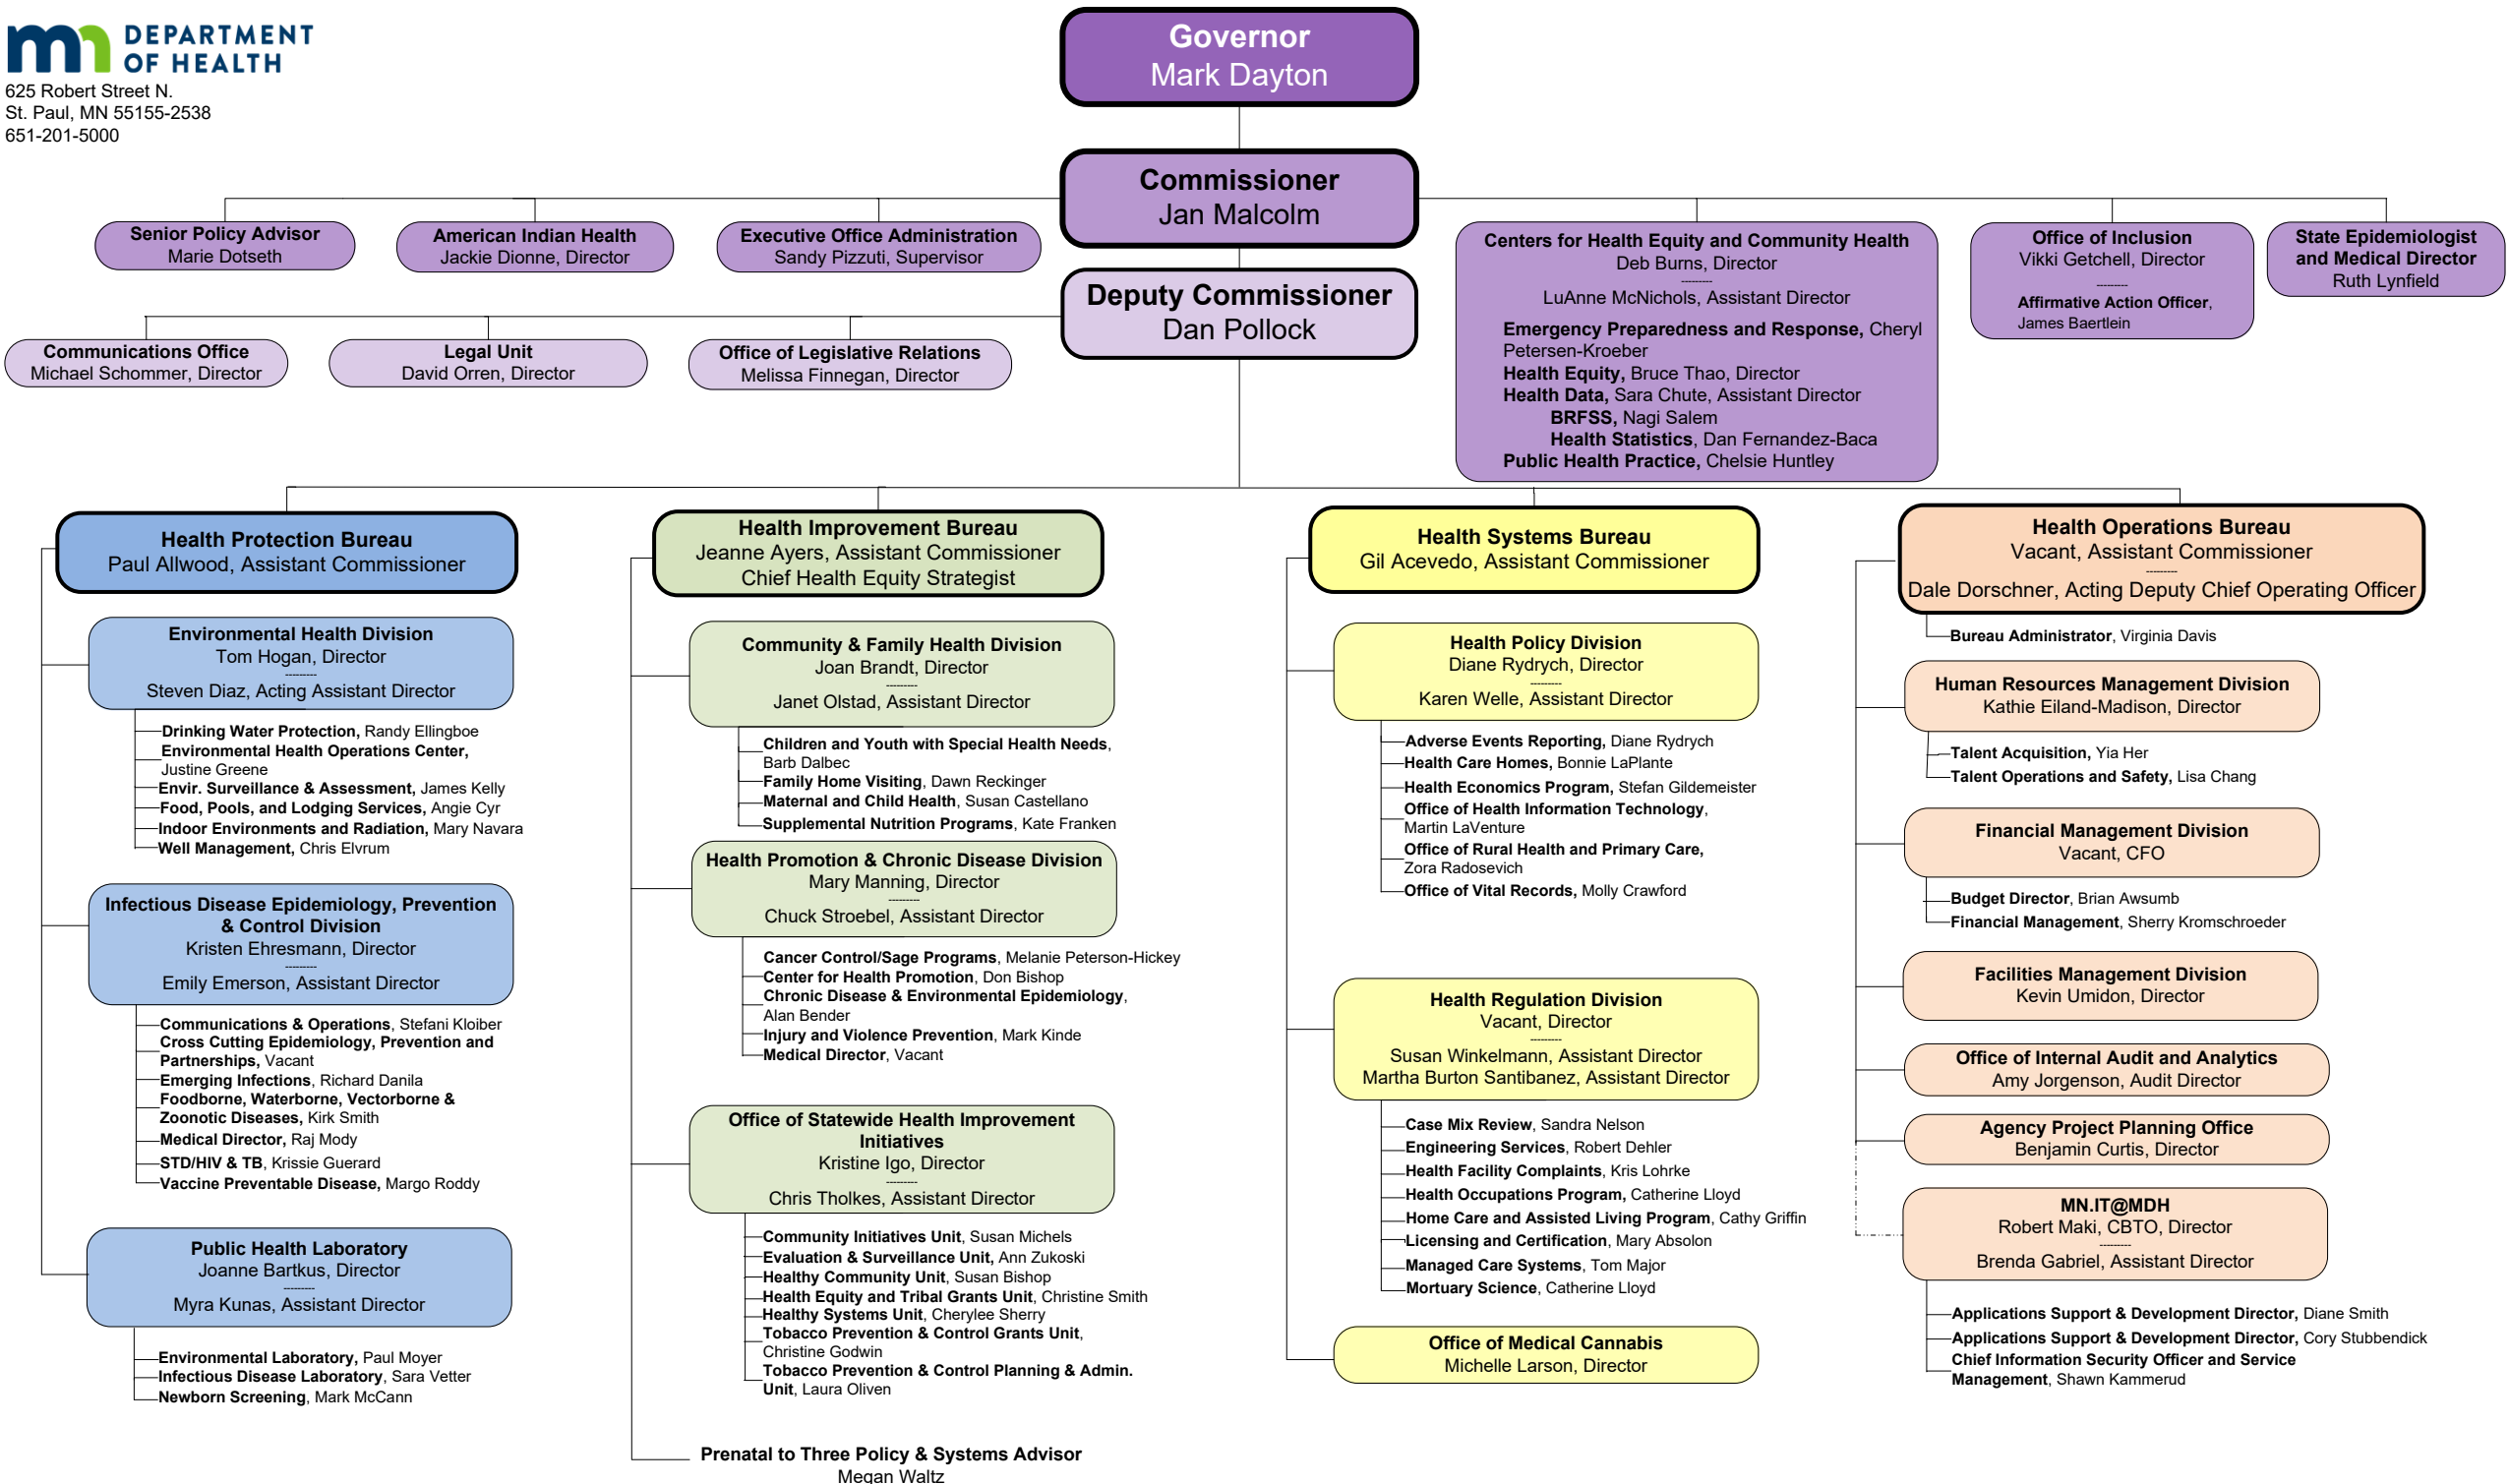 DEPARTMENT
OF HEALTH
625 Robert Street N.
St. Paul, MN 55155-2538
651-201-5000
Governor
Mark Dayton
Commissioner
Jan Malcolm
Senior Policy Advisor
Marie Dotseth
American Indian Health
Jackie Dionne, Director
Executive Office Administration
Sandy Pizzuti, Supervisor
Centers for Health Equity and Community Health
Deb Burns, Director
---------
LuAnne McNichols, Assistant Director
Emergency Preparedness and Response, Cheryl
Petersen-Kroeber
Health Equity, Bruce Thao, Director
Health Data, Sara Chute, Assistant Director
BRFSS, Nagi Salem
Health Statistics, Dan Fernandez-Baca
Public Health Practice, Chelsie Huntley
Office of Inclusion
Vikki Getchell, Director
---------
Affirmative Action Officer,
James Baertlein
State Epidemiologist
and Medical Director
Ruth Lynfield
Deputy Commissioner
Dan Pollock
Communications Office
Michael Schommer, Director
Legal Unit
David Orren, Director
Office of Legislative Relations
Melissa Finnegan, Director
Health Protection Bureau
Paul Allwood, Assistant Commissioner
Environmental Health Division
Tom Hogan, Director
---------
Steven Diaz, Acting Assistant Director
Drinking Water Protection, Randy Ellingboe
Environmental Health Operations Center,
Justine Greene
Envir. Surveillance & Assessment, James Kelly
Food, Pools, and Lodging Services, Angie Cyr
Indoor Environments and Radiation, Mary Navara
Well Management, Chris Elvrum
Infectious Disease Epidemiology, Prevention
& Control Division
Kristen Ehresmann, Director
---------
Emily Emerson, Assistant Director
Communications & Operations, Stefani Kloiber
Cross Cutting Epidemiology, Prevention and
Partnerships, Vacant
Emerging Infections, Richard Danila
Foodborne, Waterborne, Vectorborne &
Zoonotic Diseases, Kirk Smith
Medical Director, Raj Mody
STD/HIV & TB, Krissie Guerard
Vaccine Preventable Disease, Margo Roddy
Public Health Laboratory
Joanne Bartkus, Director
---------
Myra Kunas, Assistant Director
Environmental Laboratory, Paul Moyer
Infectious Disease Laboratory, Sara Vetter
Newborn Screening, Mark McCann
Health Improvement Bureau
Jeanne Ayers, Assistant Commissioner
Chief Health Equity Strategist
Community & Family Health Division
Joan Brandt, Director
---------
Janet Olstad, Assistant Director
Children and Youth with Special Health Needs,
Barb Dalbec
Family Home Visiting, Dawn Reckinger
Maternal and Child Health, Susan Castellano
Supplemental Nutrition Programs, Kate Franken
Health Promotion & Chronic Disease Division
Mary Manning, Director
---------
Chuck Stroebel, Assistant Director
Cancer Control/Sage Programs, Melanie Peterson-Hickey
Center for Health Promotion, Don Bishop
Chronic Disease & Environmental Epidemiology,
Alan Bender
Injury and Violence Prevention, Mark Kinde
Medical Director, Vacant
Office of Statewide Health Improvement
Initiatives
Kristine Igo, Director
---------
Chris Tholkes, Assistant Director
Community Initiatives Unit, Susan Michels
Evaluation & Surveillance Unit, Ann Zukoski
Healthy Community Unit, Susan Bishop
Health Equity and Tribal Grants Unit, Christine Smith
Healthy Systems Unit, Cherylee Sherry
Tobacco Prevention & Control Grants Unit,
Christine Godwin
Tobacco Prevention & Control Planning & Admin.
Unit, Laura Oliven
Prenatal to Three Policy & Systems Advisor
Megan Waltz
Health Systems Bureau
Gil Acevedo, Assistant Commissioner
Health Policy Division
Diane Rydrych, Director
---------
Karen Welle, Assistant Director
Adverse Events Reporting, Diane Rydrych
Health Care Homes, Bonnie LaPlante
Health Economics Program, Stefan Gildemeister
Office of Health Information Technology,
Martin LaVenture
Office of Rural Health and Primary Care,
Zora Radosevich
Office of Vital Records, Molly Crawford
Health Regulation Division
Vacant, Director
---------
Susan Winkelmann, Assistant Director
Martha Burton Santibanez, Assistant Director
Case Mix Review, Sandra Nelson
Engineering Services, Robert Dehler
Health Facility Complaints, Kris Lohrke
Health Occupations Program, Catherine Lloyd
Home Care and Assisted Living Program, Cathy Griffin
Licensing and Certification, Mary Absolon
Managed Care Systems, Tom Major
Mortuary Science, Catherine Lloyd
Office of Medical Cannabis
Michelle Larson, Director
Health Operations Bureau
Vacant, Assistant Commissioner
---------
Dale Dorschner, Acting Deputy Chief Operating Officer
Bureau Administrator, Virginia Davis
Human Resources Management Division
Kathie Eiland-Madison, Director
Talent Acquisition, Yia Her
Talent Operations and Safety, Lisa Chang
Financial Management Division
Vacant, CFO
Budget Director, Brian Awsumb
Financial Management, Sherry Kromschroeder
Facilities Management Division
Kevin Umidon, Director
Office of Internal Audit and Analytics
Amy Jorgenson, Audit Director
Agency Project Planning Office
Benjamin Curtis, Director
MN.IT@MDH
Robert Maki, CBTO, Director
---------
Brenda Gabriel, Assistant Director
Applications Support & Development Director, Diane Smith
Applications Support & Development Director, Cory Stubbendick
Chief Information Security Officer and Service
Management, Shawn Kammerud